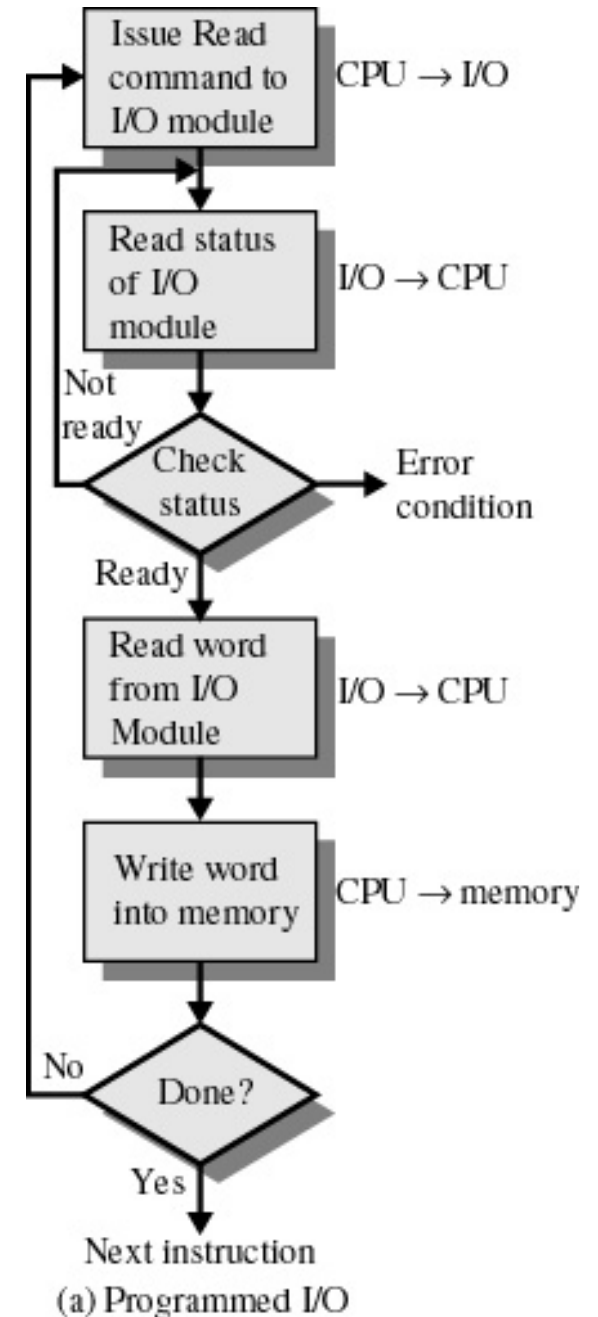 Issue Read
command to
I/O module
CPU → I/O
Read status
of I/O
module
I/O → CPU
Not
ready
Check
status
Error
condition
Ready
Read word
from I/O
Module
I/O → CPU
Write word
into memory
CPU → memory
No
Done?
Yes
Next instruction
(a) Programmed I/O